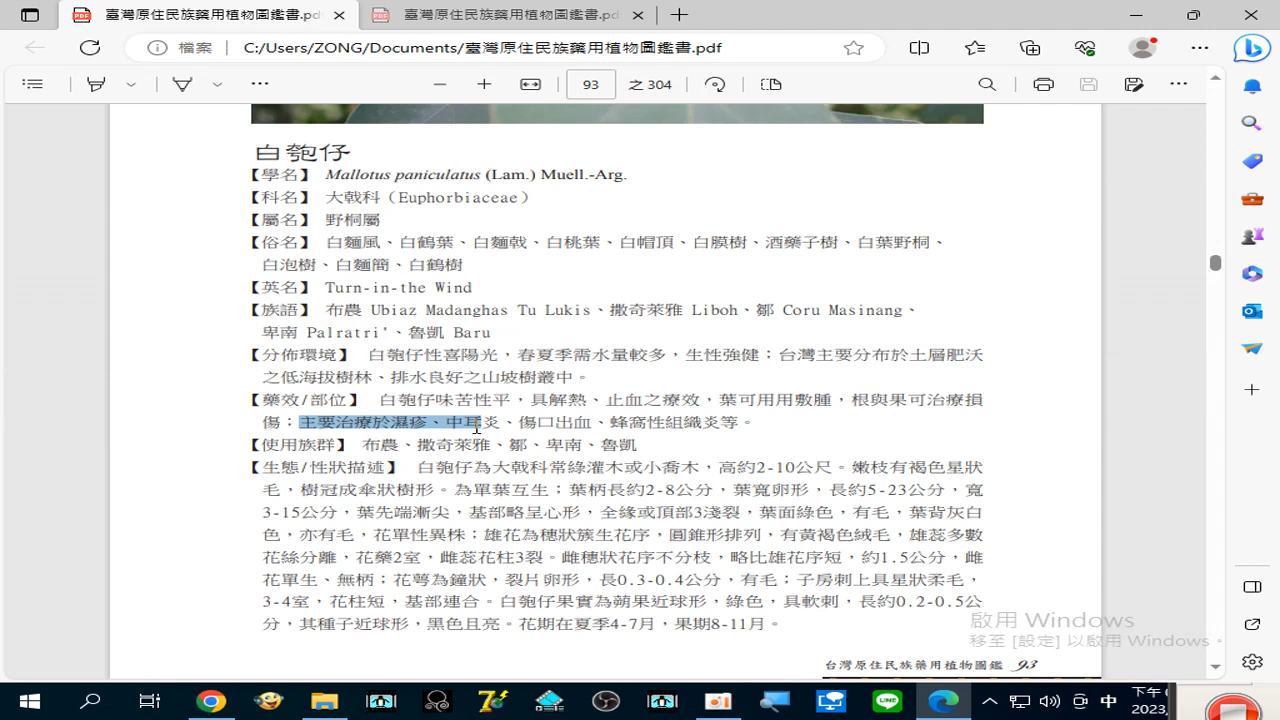 臺灣原住民族藥用植物圖鑑書.pdf
臺灣原住民族藥用植物圖鑑書.pdf
檔案
C:/Users/ZONG/Documents/臺灣原住民族藥用植物圖鑑書.pdf
93 之 304
白匏仔
【學名】 Mallotus paniculatus (Lam.) Muell.-Arg.
【科名】 大戟科（Euphorbiaceae）
【屬名】 野桐屬
【俗名】 白麵風、白鶴葉、白麵戟、白桃葉、白帽頂、白膜樹、酒藥子樹、白葉野桐、
白泡樹、白麵簡、白鶴樹
【英名】 Turn-in-the Wind
【族語】 布農 Ubiaz Madanghas Tu Lukis、撒奇萊雅 Liboh、鄒 Coru Masinang、
卑南 Palratri'、魯凱 Baru
【分佈環境】 白匏仔性喜陽光，春夏季需水量較多，生性強健；台灣主要分布於土層肥沃
之低海拔樹林、排水良好之山坡樹叢中。
【藥效/部位】 白匏仔味苦性平，具解熱、止血之療效，葉可用用敷腫，根與果可治療損
傷；主要治療於濕疹、中耳炎、傷口出血、蜂窩性組織炎等。
【使用族群】 布農、撒奇萊雅、鄒、卑南、魯凱
【生態/性狀描述】 白匏仔為大戟科常綠灌木或小喬木，高約2-10公尺。嫩枝有褐色星狀
毛，樹冠成傘狀樹形。為單葉互生；葉柄長約2-8公分，葉寬卵形，長約5-23公分，寬
3-15公分，葉先端漸尖，基部略呈心形，全緣或頂部3淺裂，葉面綠色，有毛，葉背灰白
色，亦有毛，花單性異株；雄花為穗狀簇生花序，圓錐形排列，有黃褐色絨毛，雄蕊多數
花絲分離，花藥2室，雌蕊花柱3裂。雌穗狀花序不分枝，略比雄花序短，約1.5公分，雌
花單生、無柄；花萼為鐘狀，裂片卵形，長0.3-0.4公分，有毛；子房刺上具星狀柔毛，
3-4室，花柱短，基部連合。白匏仔果實為蒴果近球形，綠色，具軟刺，長約0.2-0.5公
分，其種子近球形，黑色且亮。花期在夏季4-7月，果期8-11月。
台灣原住民族藥用植物圖鑑 93
啟用 Windows
移至 [設定] 以啟用 Windows。
中
下午
2023,